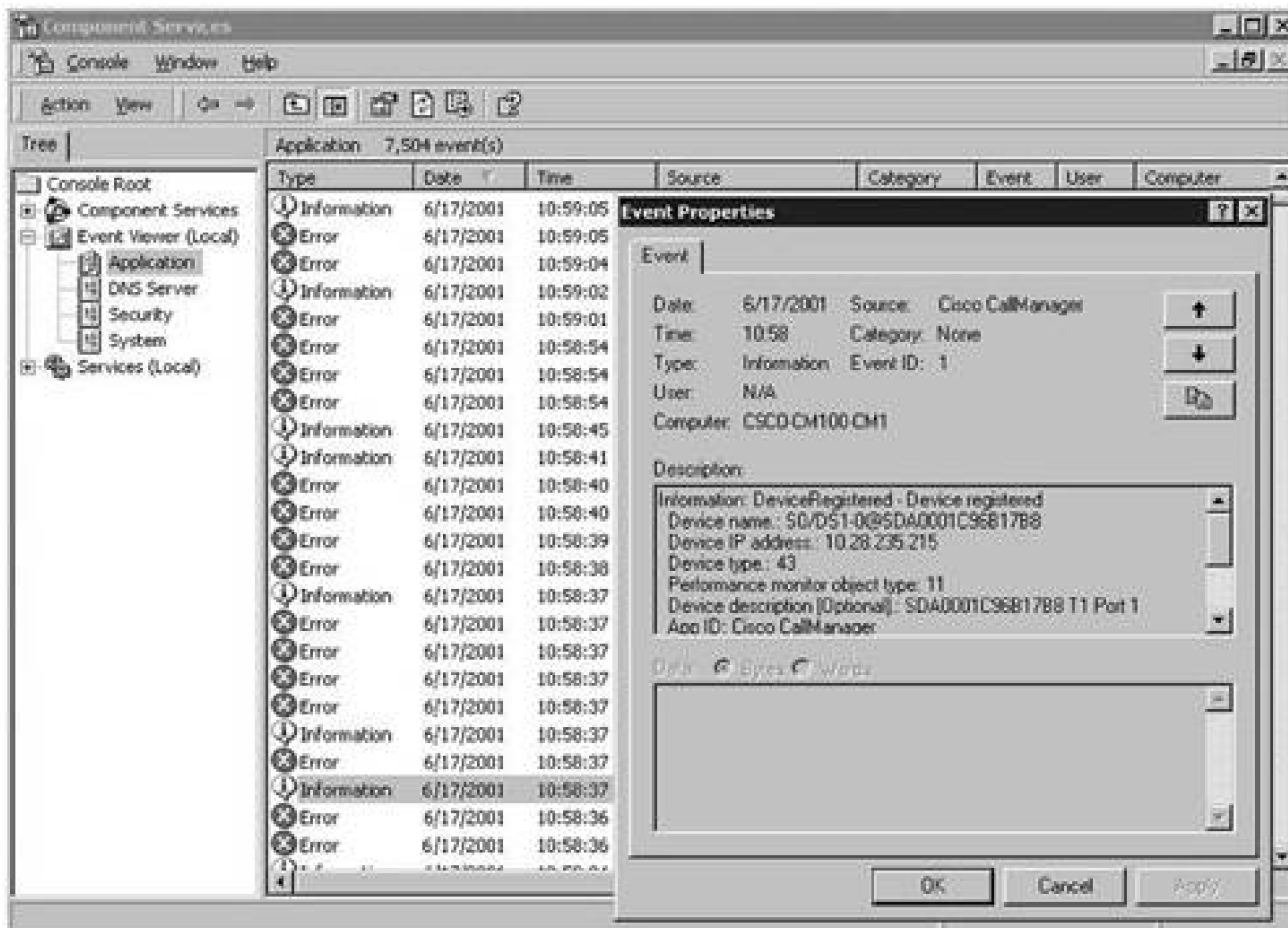 Component Services
Console Window Help
Action View
Tree
Application 7,504 event(s)
Console Root
Component Services
Event Viewer (Local)
Application
DNS Server
Security
System
Services (Local)
Type Date Time Source Category Event User Computer
Information 6/17/2001 10:59:05
Error 6/17/2001 10:59:05
Error 6/17/2001 10:59:04
Information 6/17/2001 10:59:02
Error 6/17/2001 10:59:01
Error 6/17/2001 10:58:54
Error 6/17/2001 10:58:54
Error 6/17/2001 10:58:54
Information 6/17/2001 10:58:45
Information 6/17/2001 10:58:41
Error 6/17/2001 10:58:40
Error 6/17/2001 10:58:40
Error 6/17/2001 10:58:39
Error 6/17/2001 10:58:38
Information 6/17/2001 10:58:37
Error 6/17/2001 10:58:37
Error 6/17/2001 10:58:37
Error 6/17/2001 10:58:37
Error 6/17/2001 10:58:37
Information 6/17/2001 10:58:37
Error 6/17/2001 10:58:37
Information 6/17/2001 10:58:37
Error 6/17/2001 10:58:36
Error 6/17/2001 10:58:36
Event Properties
Event
Date: 6/17/2001 Source: Cisco CallManager
Time: 10:58 Category: None
Type: Information Event ID: 1
User: N/A
Computer: CSCO-CM100-CM1
Description:
Information: DeviceRegistered - Device registered
Device name.: S0/DS1-0@SDA0001C96B17B8
Device IP address.: 10.28.235.215
Device type.: 43
Performance monitor object type: 11
Device description [Optional].: SDA0001C96B17B8 T1 Port 1
App ID: Cisco CallManager
Data: Bytes Words
OK Cancel Apply